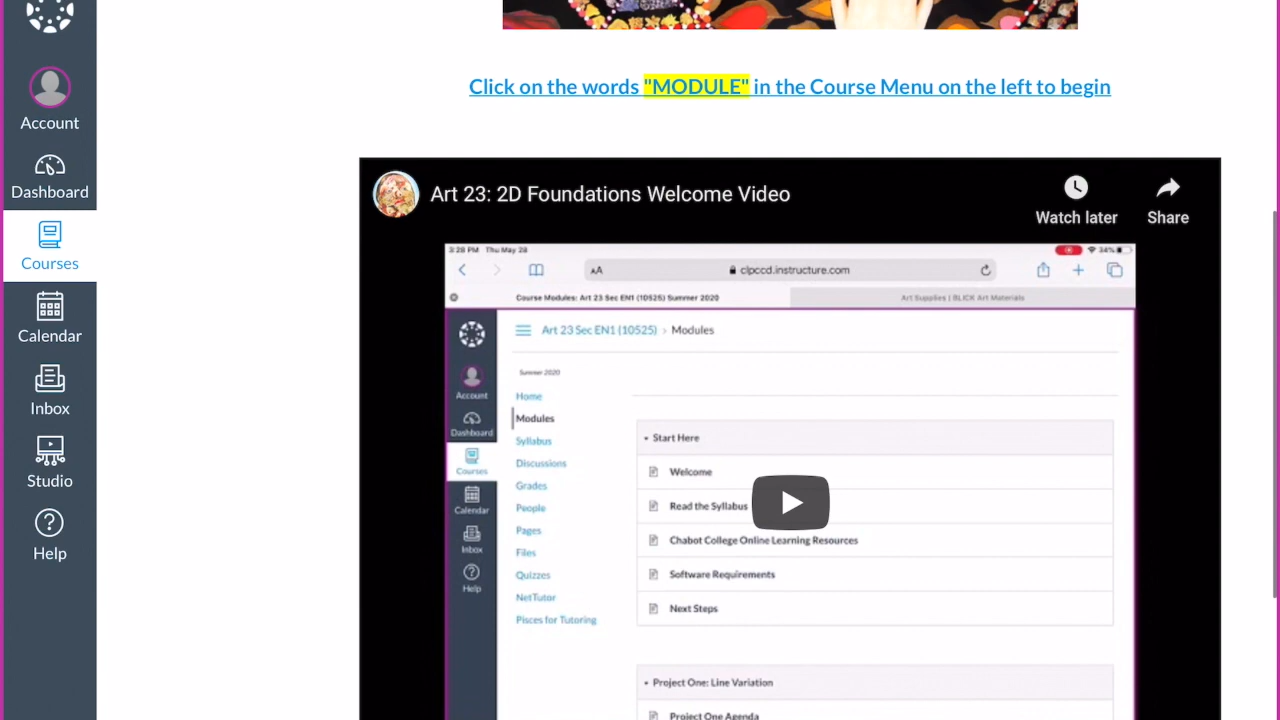 Click on the words "MODULE" in the Course Menu on the left to begin
Account
Dashboard
Courses
Calendar
Inbox
Studio
Help
Art 23: 2D Foundations Welcome Video
Watch later
Share
3:28 PM Thu May 28
34%
AA
clpccd.instructure.com
Course Modules: Art 23 Sec EN1 (10525) Summer 2020
Art Supplies | BLICK Art Materials
Art 23 Sec EN1 (10525) › Modules
Summer 2020
Account
Dashboard
Courses
Calendar
Inbox
Help
Home
Modules
Syllabus
Discussions
Grades
People
Pages
Files
Quizzes
NetTutor
Pisces for Tutoring
Start Here
Welcome
Read the Syllabus
Chabot College Online Learning Resources
Software Requirements
Next Steps
Project One: Line Variation
Project One Agenda